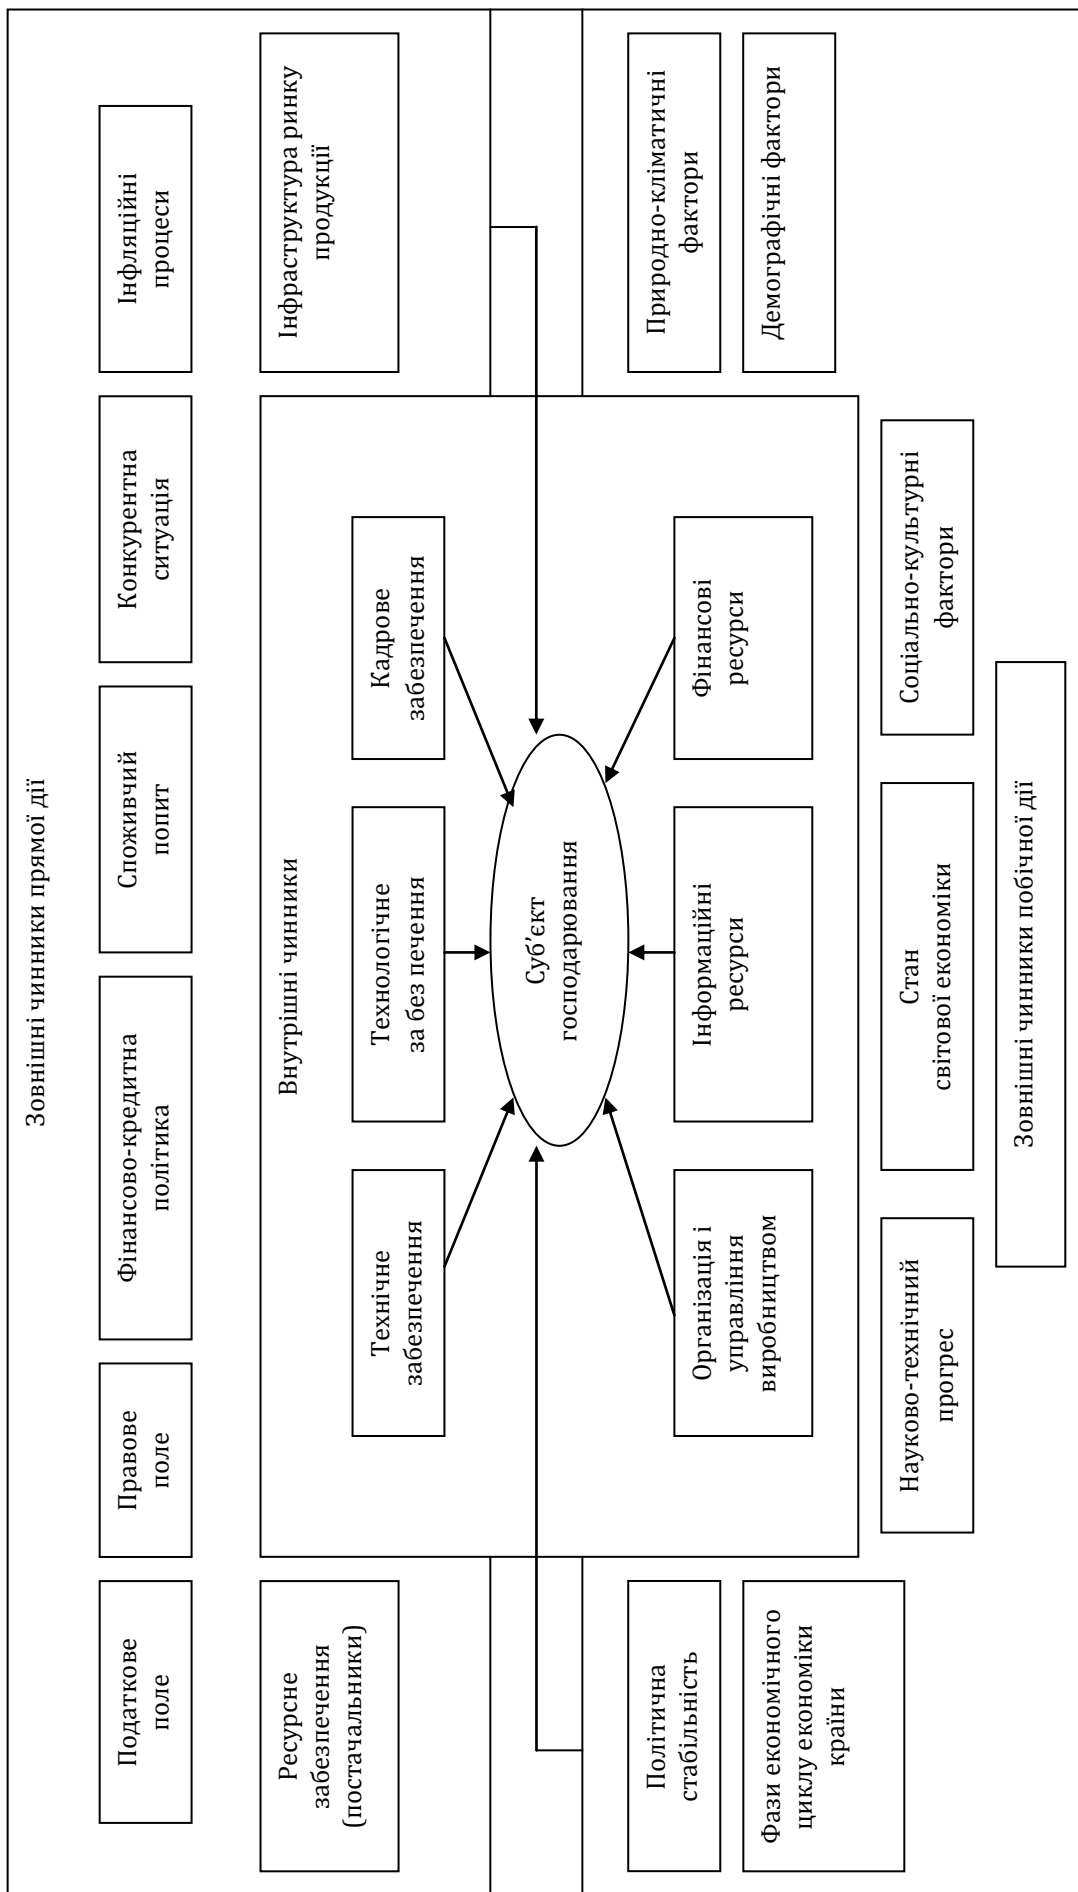 Зовнішні чинники прямої дії
Податкове
поле
Правове
поле
Фінансово-кредитна
політика
Споживчий
попит
Конкурентна
ситуація
Інфляційні
процеси
Ресурсне
забезпечення
(постачальники)
Внутрішні чинники
Інфраструктура ринку
продукції
Технічне
забезпечення
Технологічне
за без печення
Кадрове
забезпечення
Суб’єкт
господарювання
Організація і
управління
виробництвом
Інформаційні
ресурси
Фінансові
ресурси
Політична
стабільність
Природно-кліматичні
фактори
Фази економічного
циклу економіки
країни
Демографічні фактори
Науково-технічний
прогрес
Стан
світової економіки
Соціально-культурні
фактори
Зовнішні чинники побічної дії